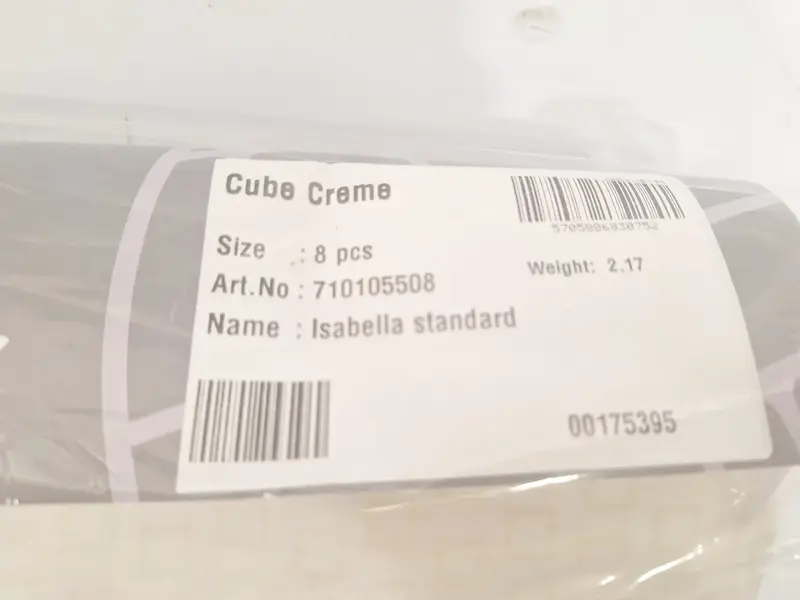 Cube Creme
Size : 8 pcs
Art.No : 710105508
Weight: 2.17
Name : Isabella standard
00175395